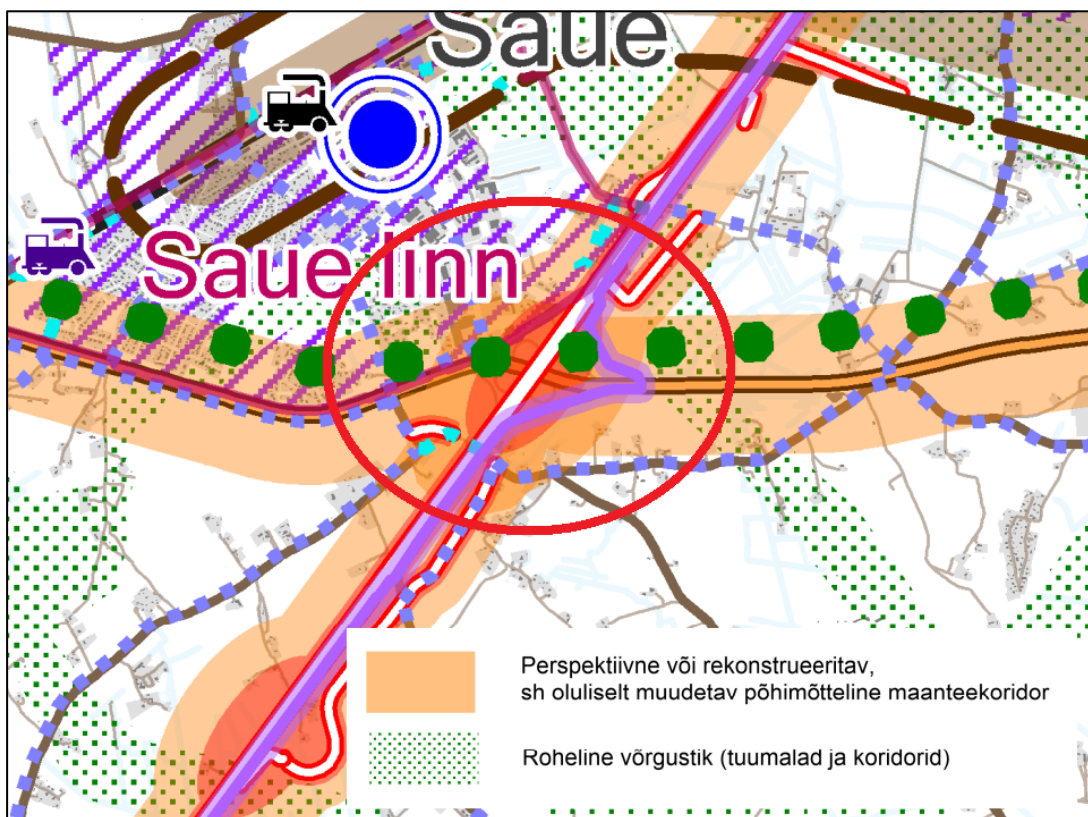 Saue
Saue linn
Perspektiivne või rekonstrueeritav,
sh oluliselt muudetav põhimõtteline maanteekoridor
Roheline võrgustik (tuumalad ja koridorid)